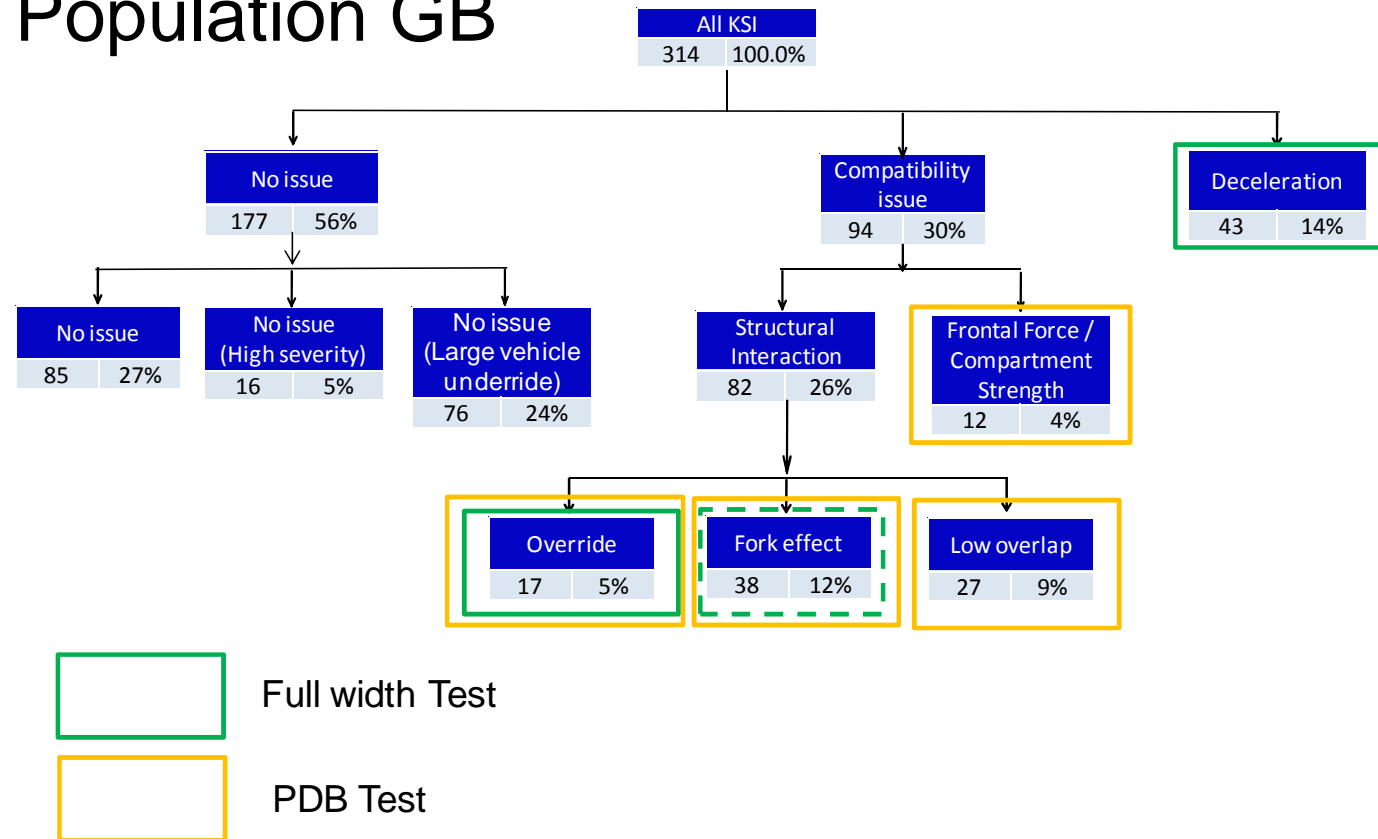 Population GB
All KSI
314 100.0%
No issue
177 56%
Compatibility
issue
94 30%
Deceleration
43 14%
No issue
85 27%
No issue
(High severity)
16 5%
No issue
(Large vehicle
underride)
76 24%
Structural
Interaction
82 26%
Frontal Force /
Compartment
Strength
12 4%
Override
17 5%
Fork effect
38 12%
Low overlap
27 9%
Full width Test
PDB Test